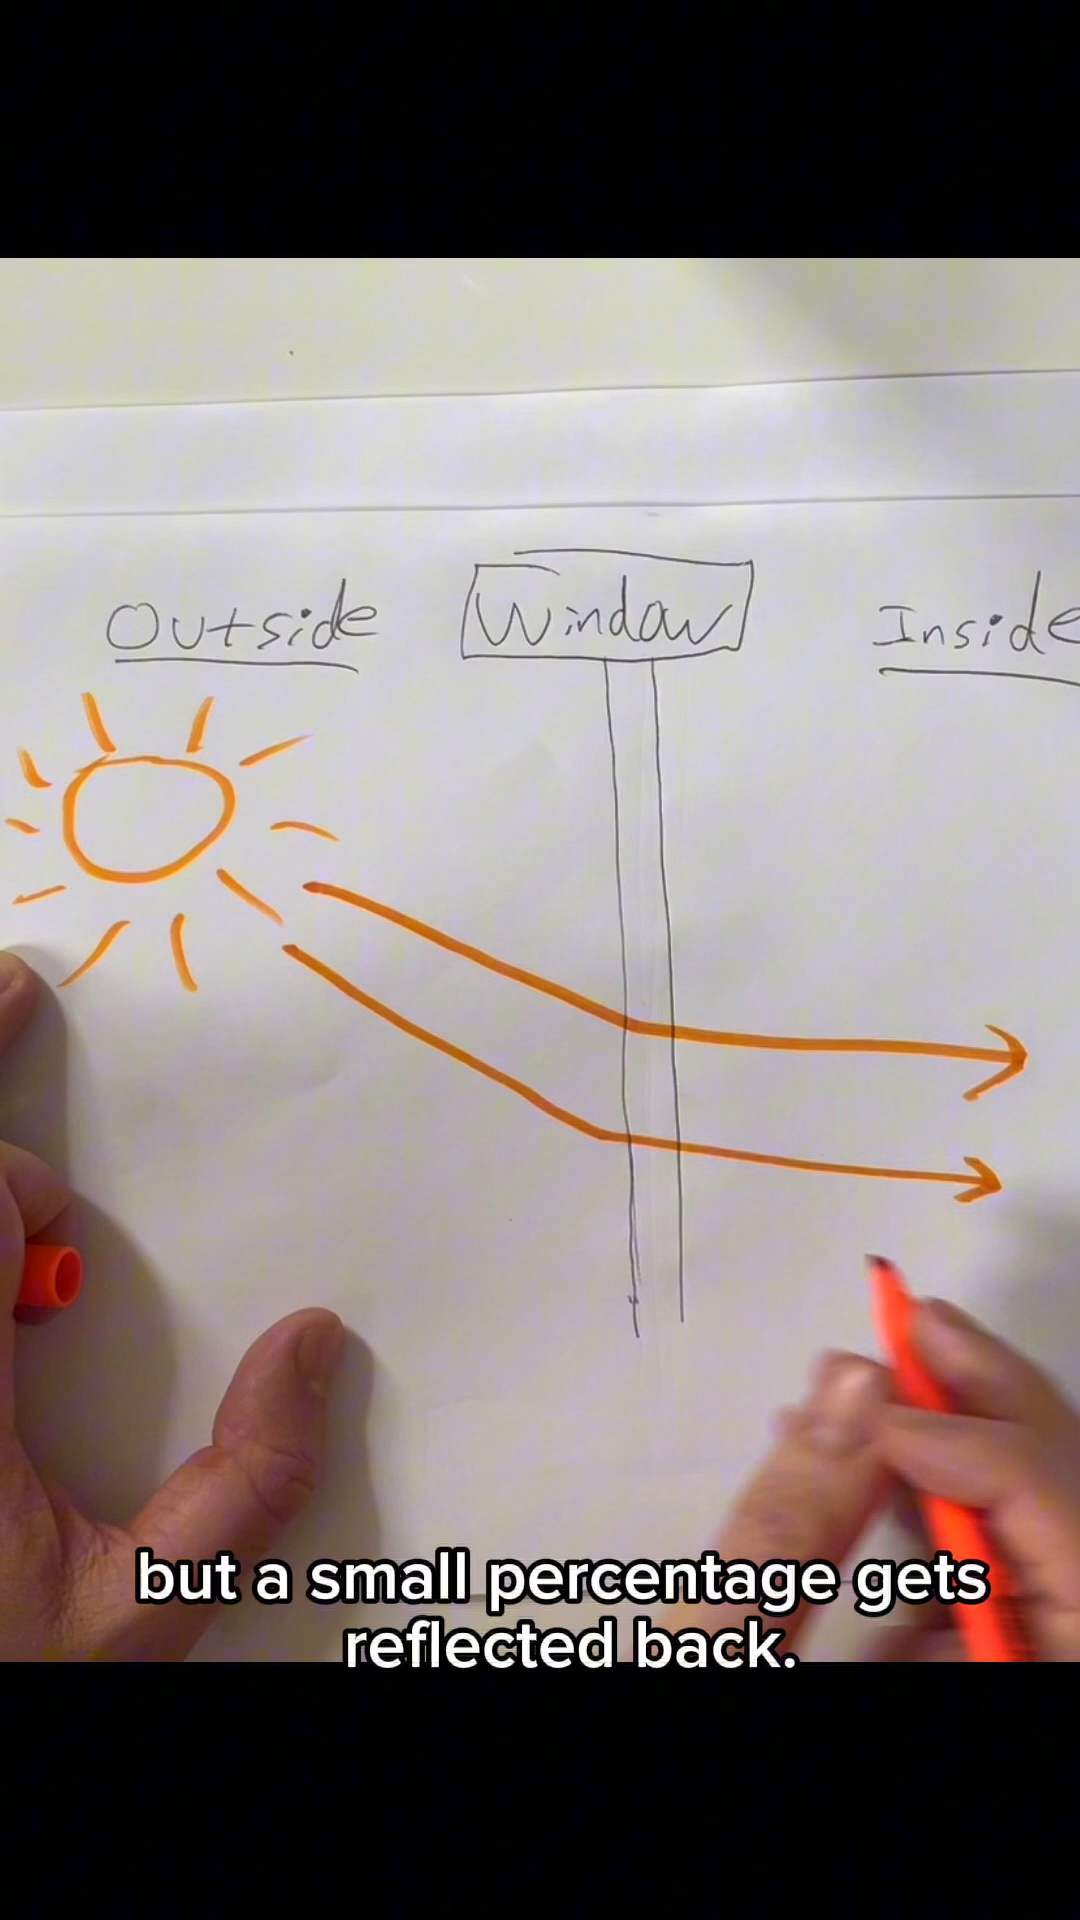 Outside
Window
Inside
but a small percentage gets
reflected back.